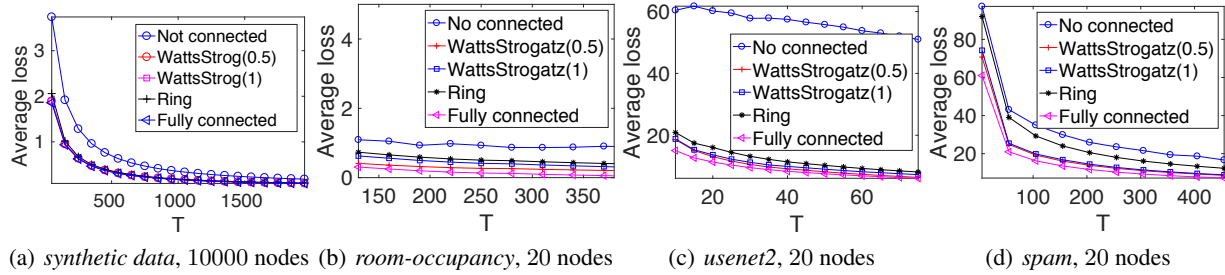 Average loss
3
2
1
500
1000
1500
T
Not connected
WattsStrog(0.5)
WattsStrog(1)
Ring
Fully connected
(a) synthetic data, 10000 nodes
Average loss
4
2
0
150
200
250
300
350
T
No connected
WattsStrogatz(0.5)
WattsStrogatz(1)
Ring
Fully connected
(b) room-occupancy, 20 nodes
Average loss
60
40
20
20
40
60
T
No connected
WattsStrogatz(0.5)
WattsStrogatz(1)
Ring
Fully connected
(c) usenet2, 20 nodes
Average loss
80
60
40
20
100
200
300
400
T
No connected
WattsStrogatz(0.5)
WattsStrogatz(1)
Ring
Fully connected
(d) spam, 20 nodes